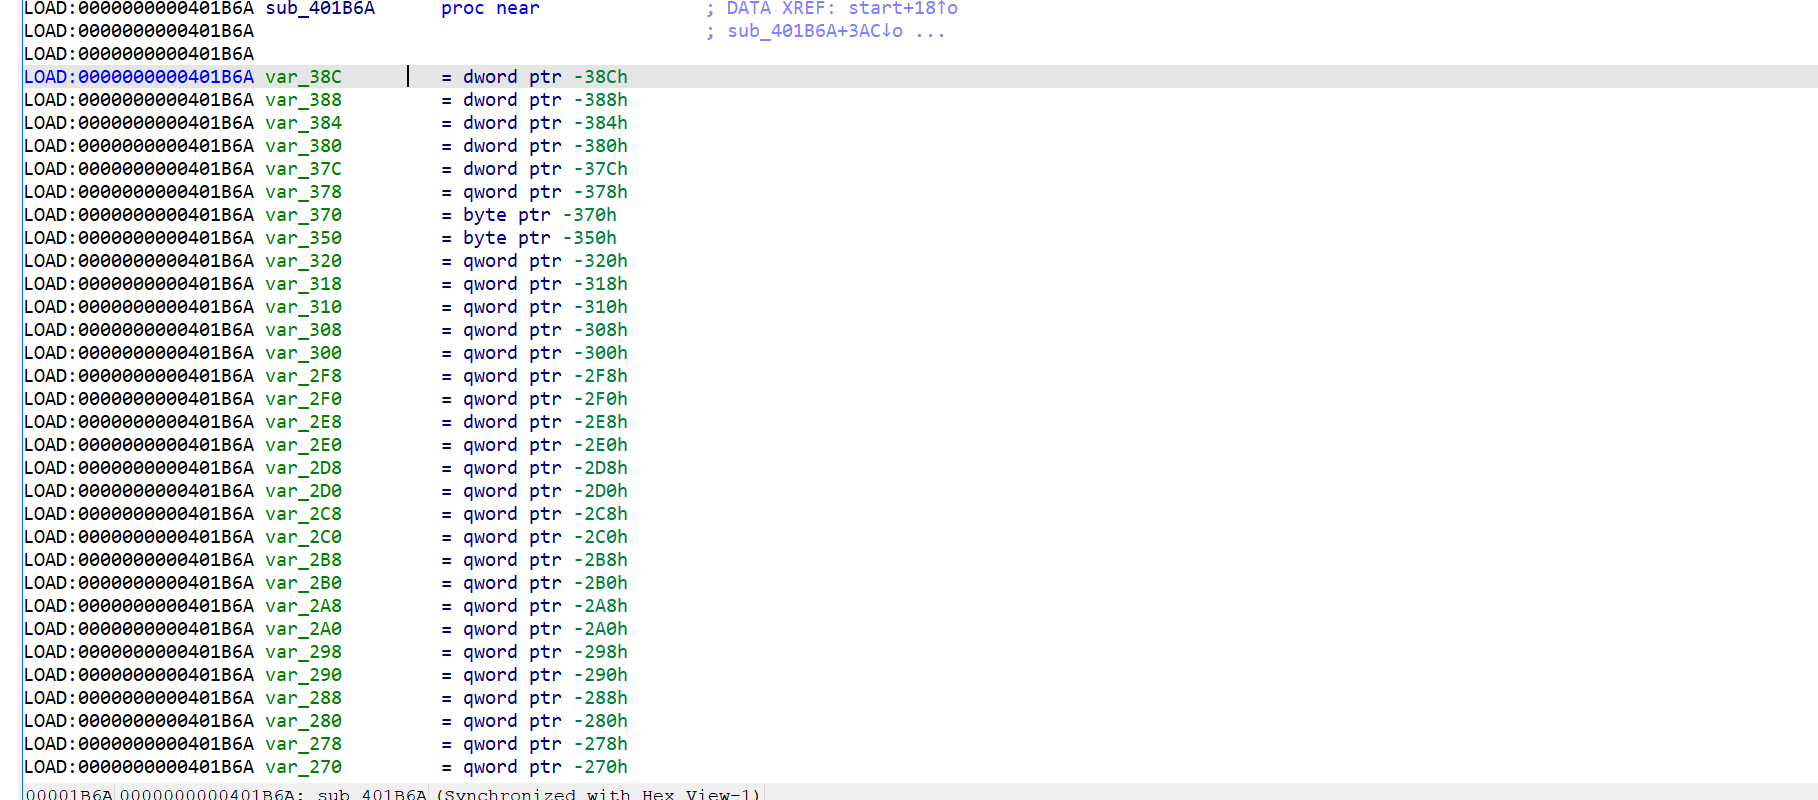 LOAD:0000000000401B6A sub_401B6A proc near ; DATA XREF: start+18↑o
LOAD:0000000000401B6A ; sub_401B6A+3AC↓o ...
LOAD:0000000000401B6A
LOAD:0000000000401B6A var_38C = dword ptr -38Ch
LOAD:0000000000401B6A var_388 = dword ptr -388h
LOAD:0000000000401B6A var_384 = dword ptr -384h
LOAD:0000000000401B6A var_380 = dword ptr -380h
LOAD:0000000000401B6A var_37C = dword ptr -37Ch
LOAD:0000000000401B6A var_378 = qword ptr -378h
LOAD:0000000000401B6A var_370 = byte ptr -370h
LOAD:0000000000401B6A var_350 = byte ptr -350h
LOAD:0000000000401B6A var_320 = qword ptr -320h
LOAD:0000000000401B6A var_318 = qword ptr -318h
LOAD:0000000000401B6A var_310 = qword ptr -310h
LOAD:0000000000401B6A var_308 = qword ptr -308h
LOAD:0000000000401B6A var_300 = qword ptr -300h
LOAD:0000000000401B6A var_2F8 = qword ptr -2F8h
LOAD:0000000000401B6A var_2F0 = qword ptr -2F0h
LOAD:0000000000401B6A var_2E8 = dword ptr -2E8h
LOAD:0000000000401B6A var_2E0 = qword ptr -2E0h
LOAD:0000000000401B6A var_2D8 = qword ptr -2D8h
LOAD:0000000000401B6A var_2D0 = qword ptr -2D0h
LOAD:0000000000401B6A var_2C8 = qword ptr -2C8h
LOAD:0000000000401B6A var_2C0 = qword ptr -2C0h
LOAD:0000000000401B6A var_2B8 = qword ptr -2B8h
LOAD:0000000000401B6A var_2B0 = qword ptr -2B0h
LOAD:0000000000401B6A var_2A8 = qword ptr -2A8h
LOAD:0000000000401B6A var_2A0 = qword ptr -2A0h
LOAD:0000000000401B6A var_298 = qword ptr -298h
LOAD:0000000000401B6A var_290 = qword ptr -290h
LOAD:0000000000401B6A var_288 = qword ptr -288h
LOAD:0000000000401B6A var_280 = qword ptr -280h
LOAD:0000000000401B6A var_278 = qword ptr -278h
LOAD:0000000000401B6A var_270 = qword ptr -270h
00001B6A 0000000000401B6A: sub_401B6A (Synchronized with Hex View-1)